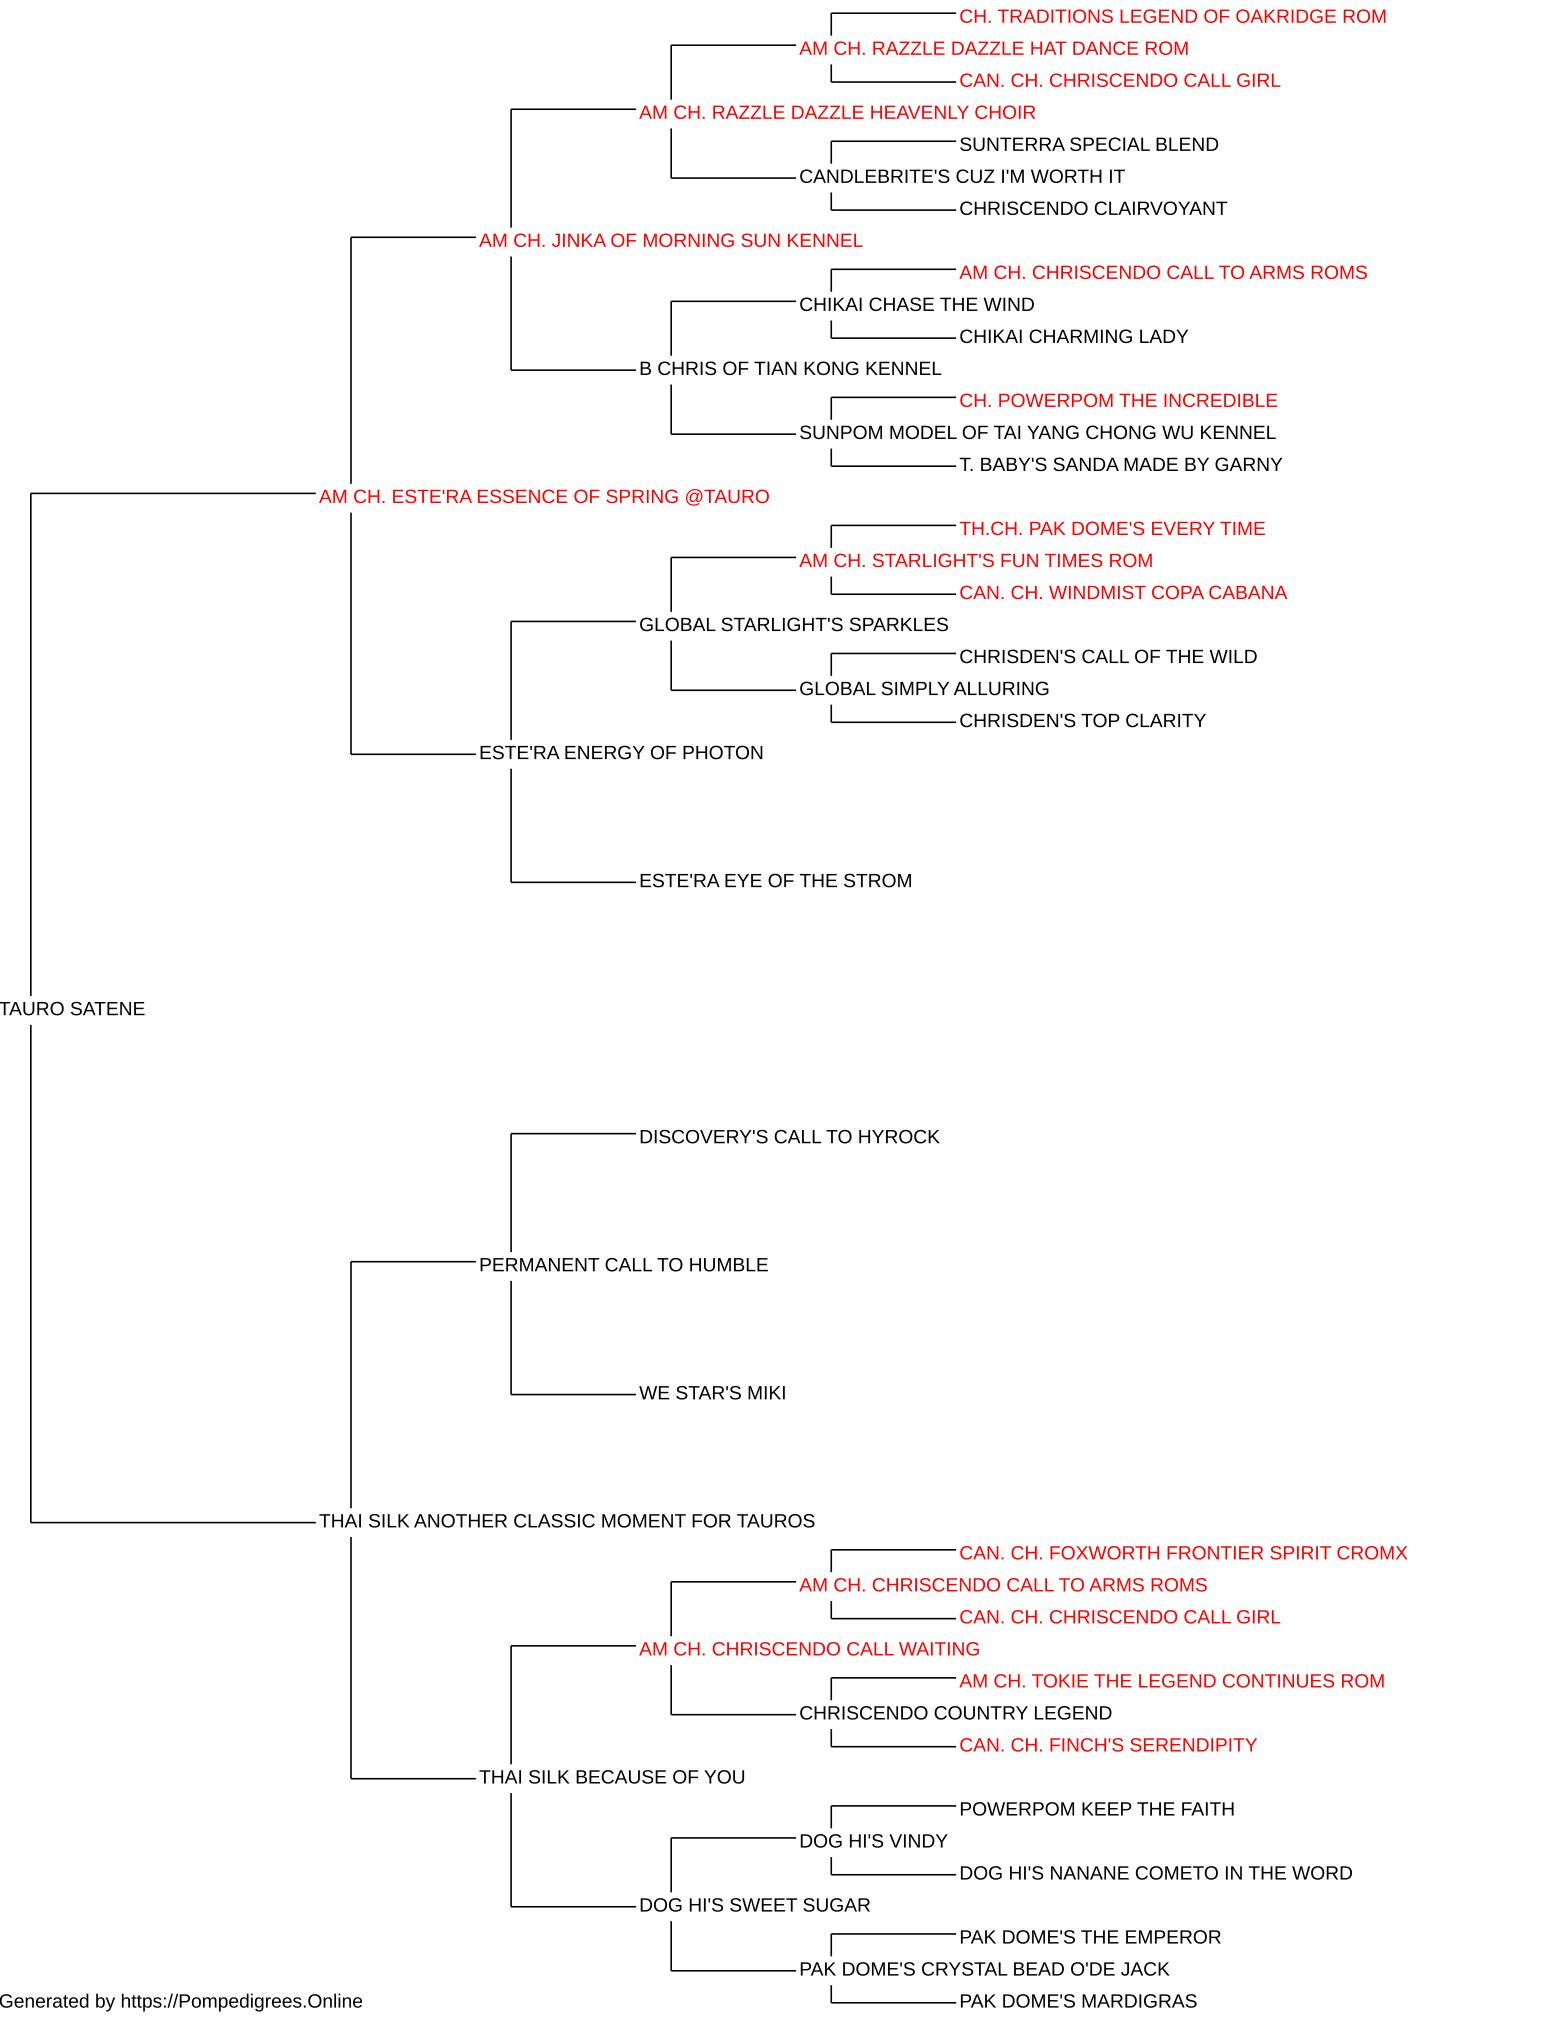 CH. TRADITIONS LEGEND OF OAKRIDGE ROM
AM CH. RAZZLE DAZZLE HAT DANCE ROM
CAN. CH. CHRISCENDO CALL GIRL
AM CH. RAZZLE DAZZLE HEAVENLY CHOIR
SUNTERRA SPECIAL BLEND
CANDLEBRITE'S CUZ I'M WORTH IT
CHRISCENDO CLAIRVOYANT
AM CH. JINKA OF MORNING SUN KENNEL
AM CH. CHRISCENDO CALL TO ARMS ROMS
CHIKAI CHASE THE WIND
CHIKAI CHARMING LADY
B CHRIS OF TIAN KONG KENNEL
CH. POWERPOM THE INCREDIBLE
SUNPOM MODEL OF TAI YANG CHONG WU KENNEL
T. BABY'S SANDA MADE BY GARNY
AM CH. ESTE'RA ESSENCE OF SPRING @TAURO
TH.CH. PAK DOME'S EVERY TIME
AM CH. STARLIGHT'S FUN TIMES ROM
CAN. CH. WINDMIST COPA CABANA
GLOBAL STARLIGHT'S SPARKLES
CHRISDEN'S CALL OF THE WILD
GLOBAL SIMPLY ALLURING
CHRISDEN'S TOP CLARITY
ESTE'RA ENERGY OF PHOTON
ESTE'RA EYE OF THE STROM
TAURO SATENE
DISCOVERY'S CALL TO HYROCK
PERMANENT CALL TO HUMBLE
WE STAR'S MIKI
THAI SILK ANOTHER CLASSIC MOMENT FOR TAUROS
CAN. CH. FOXWORTH FRONTIER SPIRIT CROMX
AM CH. CHRISCENDO CALL TO ARMS ROMS
CAN. CH. CHRISCENDO CALL GIRL
AM CH. CHRISCENDO CALL WAITING
AM CH. TOKIE THE LEGEND CONTINUES ROM
CHRISCENDO COUNTRY LEGEND
CAN. CH. FINCH'S SERENDIPITY
THAI SILK BECAUSE OF YOU
POWERPOM KEEP THE FAITH
DOG HI'S VINDY
DOG HI'S NANANE COMETO IN THE WORD
DOG HI'S SWEET SUGAR
PAK DOME'S THE EMPEROR
PAK DOME'S CRYSTAL BEAD O'DE JACK
PAK DOME'S MARDIGRAS
Generated by https://Pompedigrees.Online